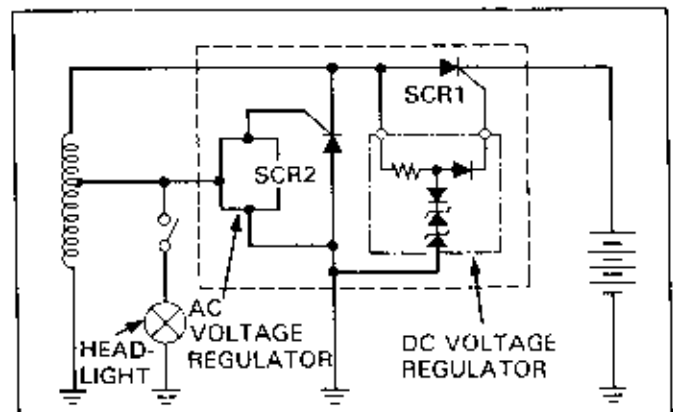 SCR1
SCR2
AC
VOLTAGE
REGULATOR
HEAD-
LIGHT
DC VOLTAGE
REGULATOR